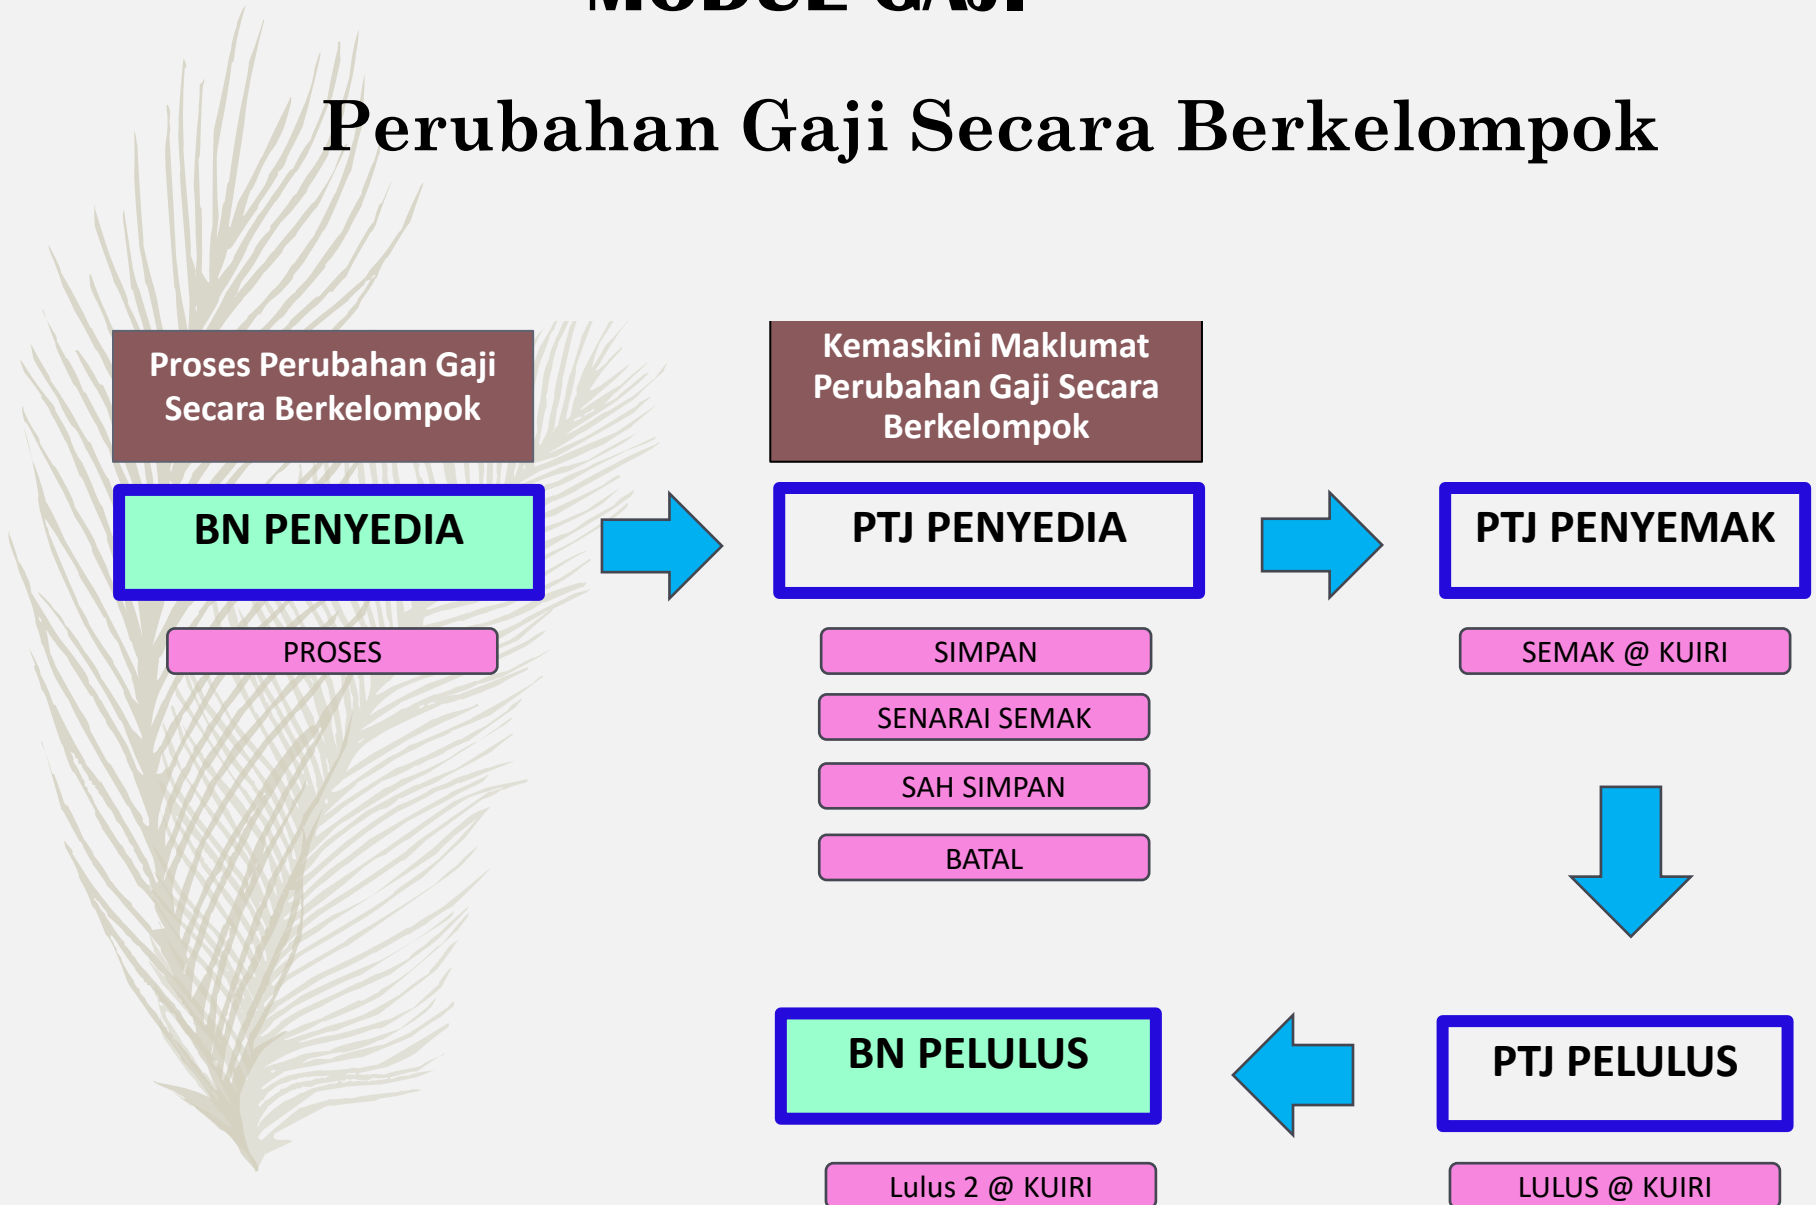 MODUL GAJI
Perubahan Gaji Secara Berkelompok
Proses Perubahan Gaji
Secara Berkelompok
Kemaskini Maklumat
Perubahan Gaji Secara
Berkelompok
BN PENYEDIA
PTJ PENYEDIA
PTJ PENYEMAK
PROSES
SIMPAN
SEMAK @ KUIRI
SENARAI SEMAK
SAH SIMPAN
BATAL
BN PELULUS
PTJ PELULUS
Lulus 2 @ KUIRI
LULUS @ KUIRI